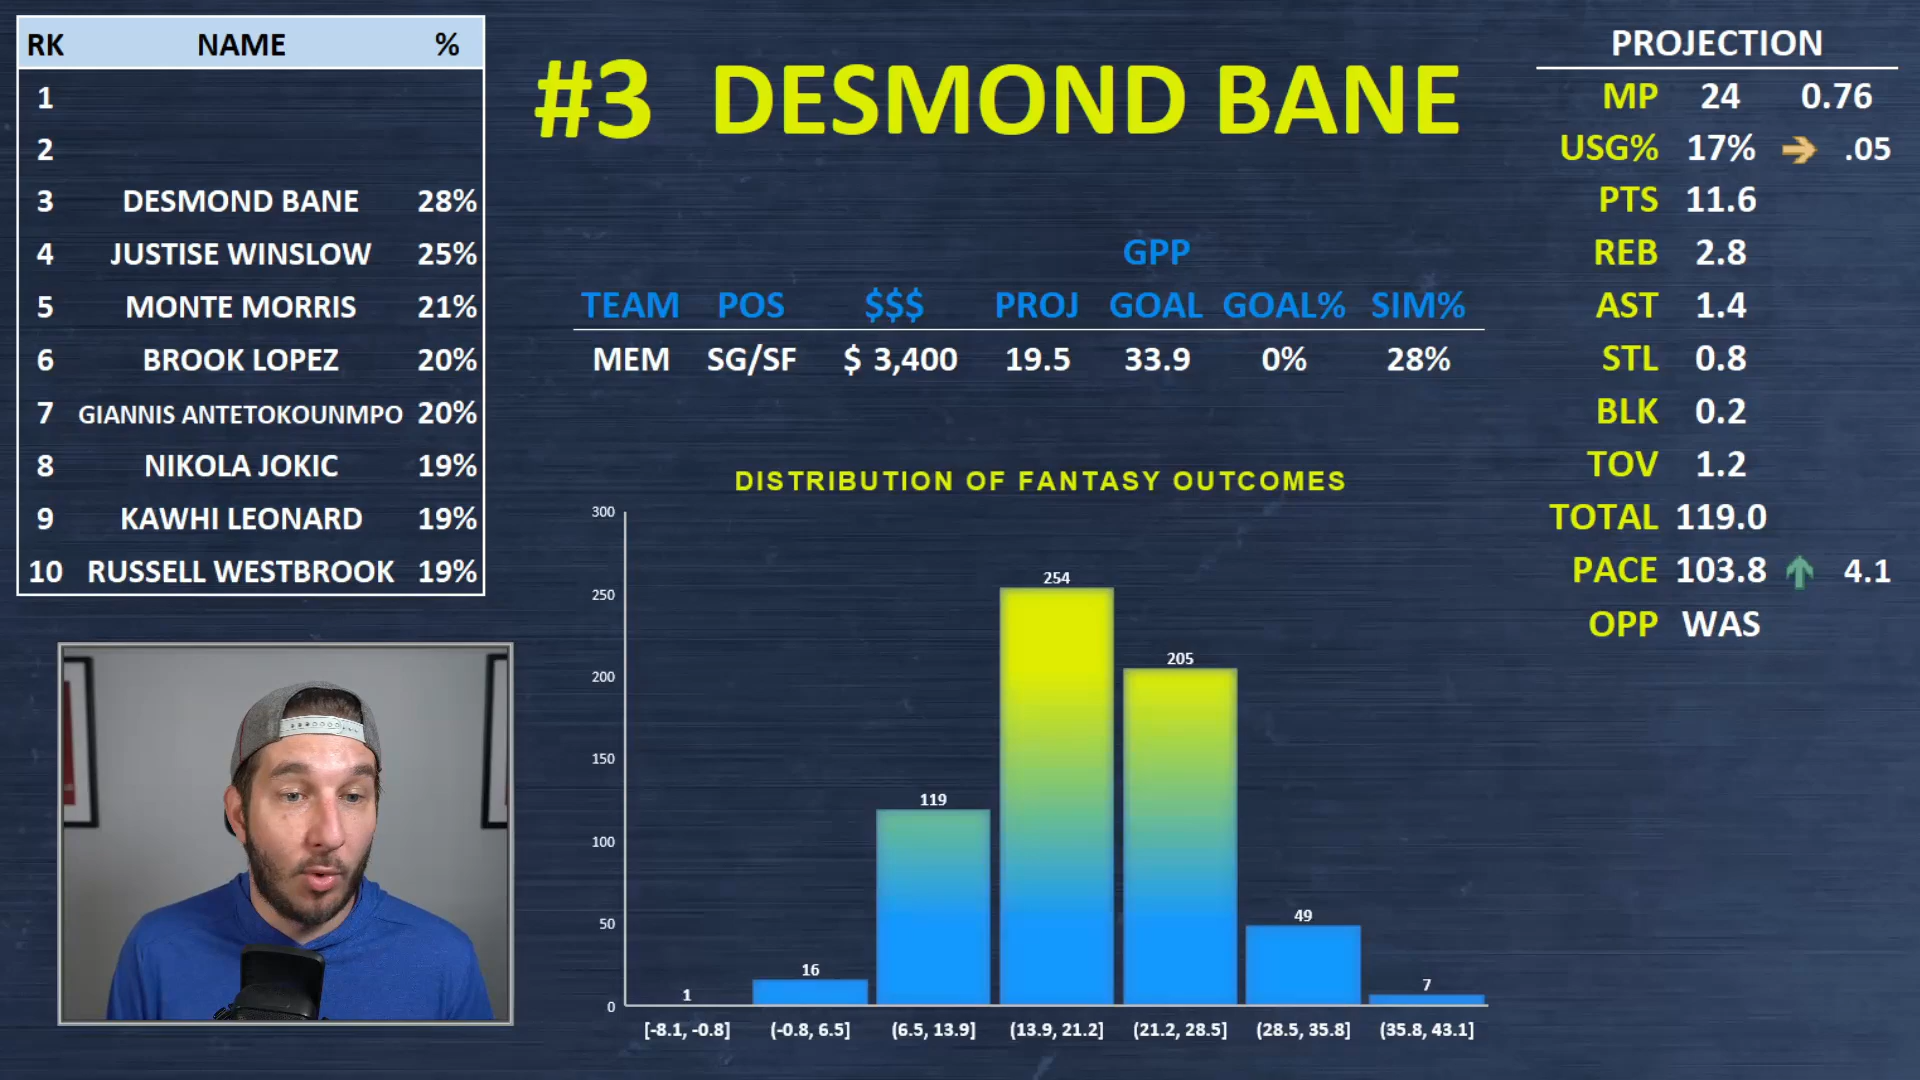 RK NAME %
1
2
3 DESMOND BANE 28%
4 JUSTISE WINSLOW 25%
5 MONTE MORRIS 21%
6 BROOK LOPEZ 20%
7 GIANNIS ANTETOKOUNMPO 20%
8 NIKOLA JOKIC 19%
9 KAWHI LEONARD 19%
10 RUSSELL WESTBROOK 19%
#3 DESMOND BANE
GPP
TEAM POS $$$ PROJ GOAL GOAL% SIM%
MEM SG/SF $ 3,400 19.5 33.9 0% 28%
DISTRIBUTION OF FANTASY OUTCOMES
300
250
200
150
100
50
0
1
16
119
254
205
49
7
[-8.1, -0.8] (-0.8, 6.5] (6.5, 13.9] (13.9, 21.2] (21.2, 28.5] (28.5, 35.8] (35.8, 43.1]
PROJECTION
MP 24 0.76
USG% 17% .05
PTS 11.6
REB 2.8
AST 1.4
STL 0.8
BLK 0.2
TOV 1.2
TOTAL 119.0
PACE 103.8 4.1
OPP WAS